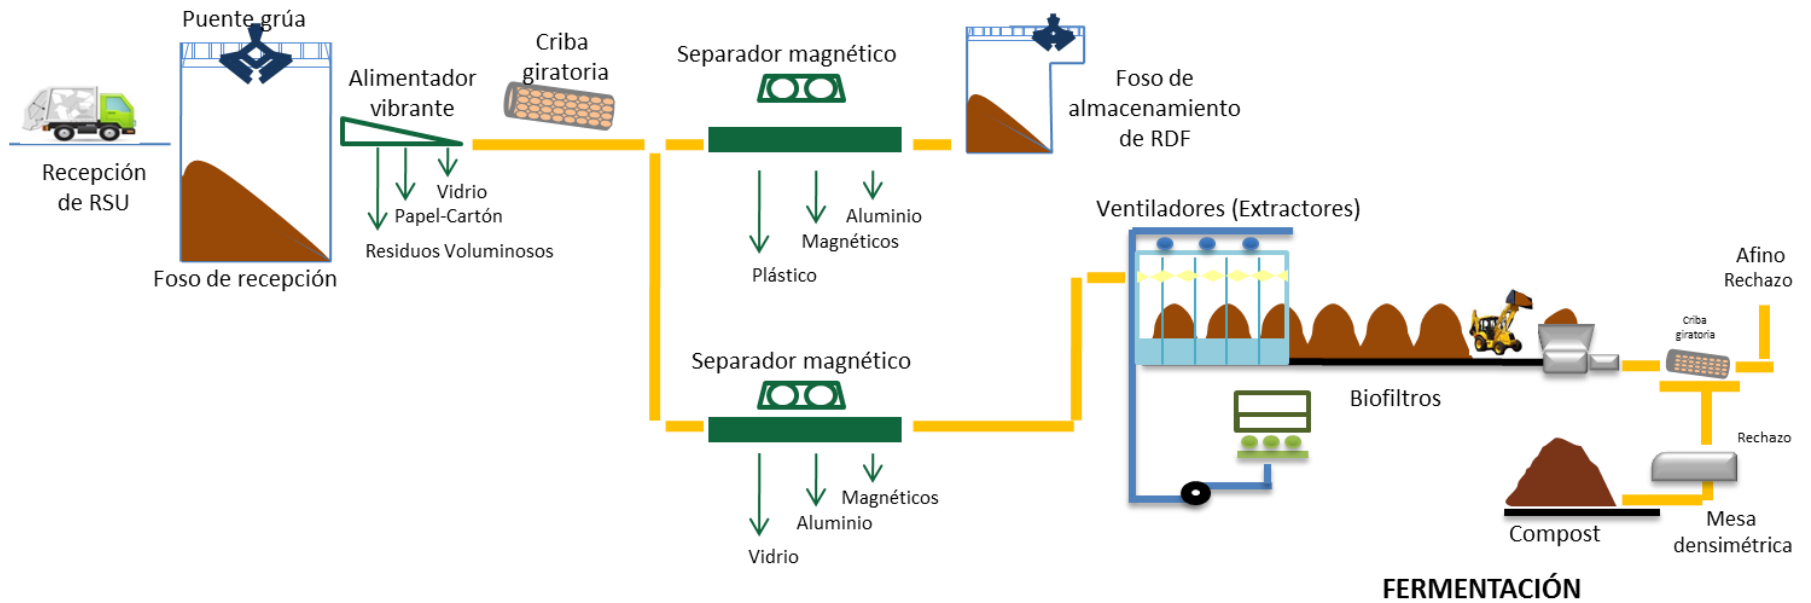 Puente grúa
Recepción
de RSU
Foso de recepción
Alimentador
vibrante
Vidrio
Papel-Cartón
Residuos Voluminosos
Criba
giratoria
Separador magnético
Aluminio
Magnéticos
Plástico
Foso de
almacenamiento
de RDF
Separador magnético
Magnéticos
Aluminio
Vidrio
Ventiladores (Extractores)
Biofiltros
Criba
giratoria
Afino
Rechazo
Rechazo
Compost
Mesa
densimétrica
FERMENTACIÓN